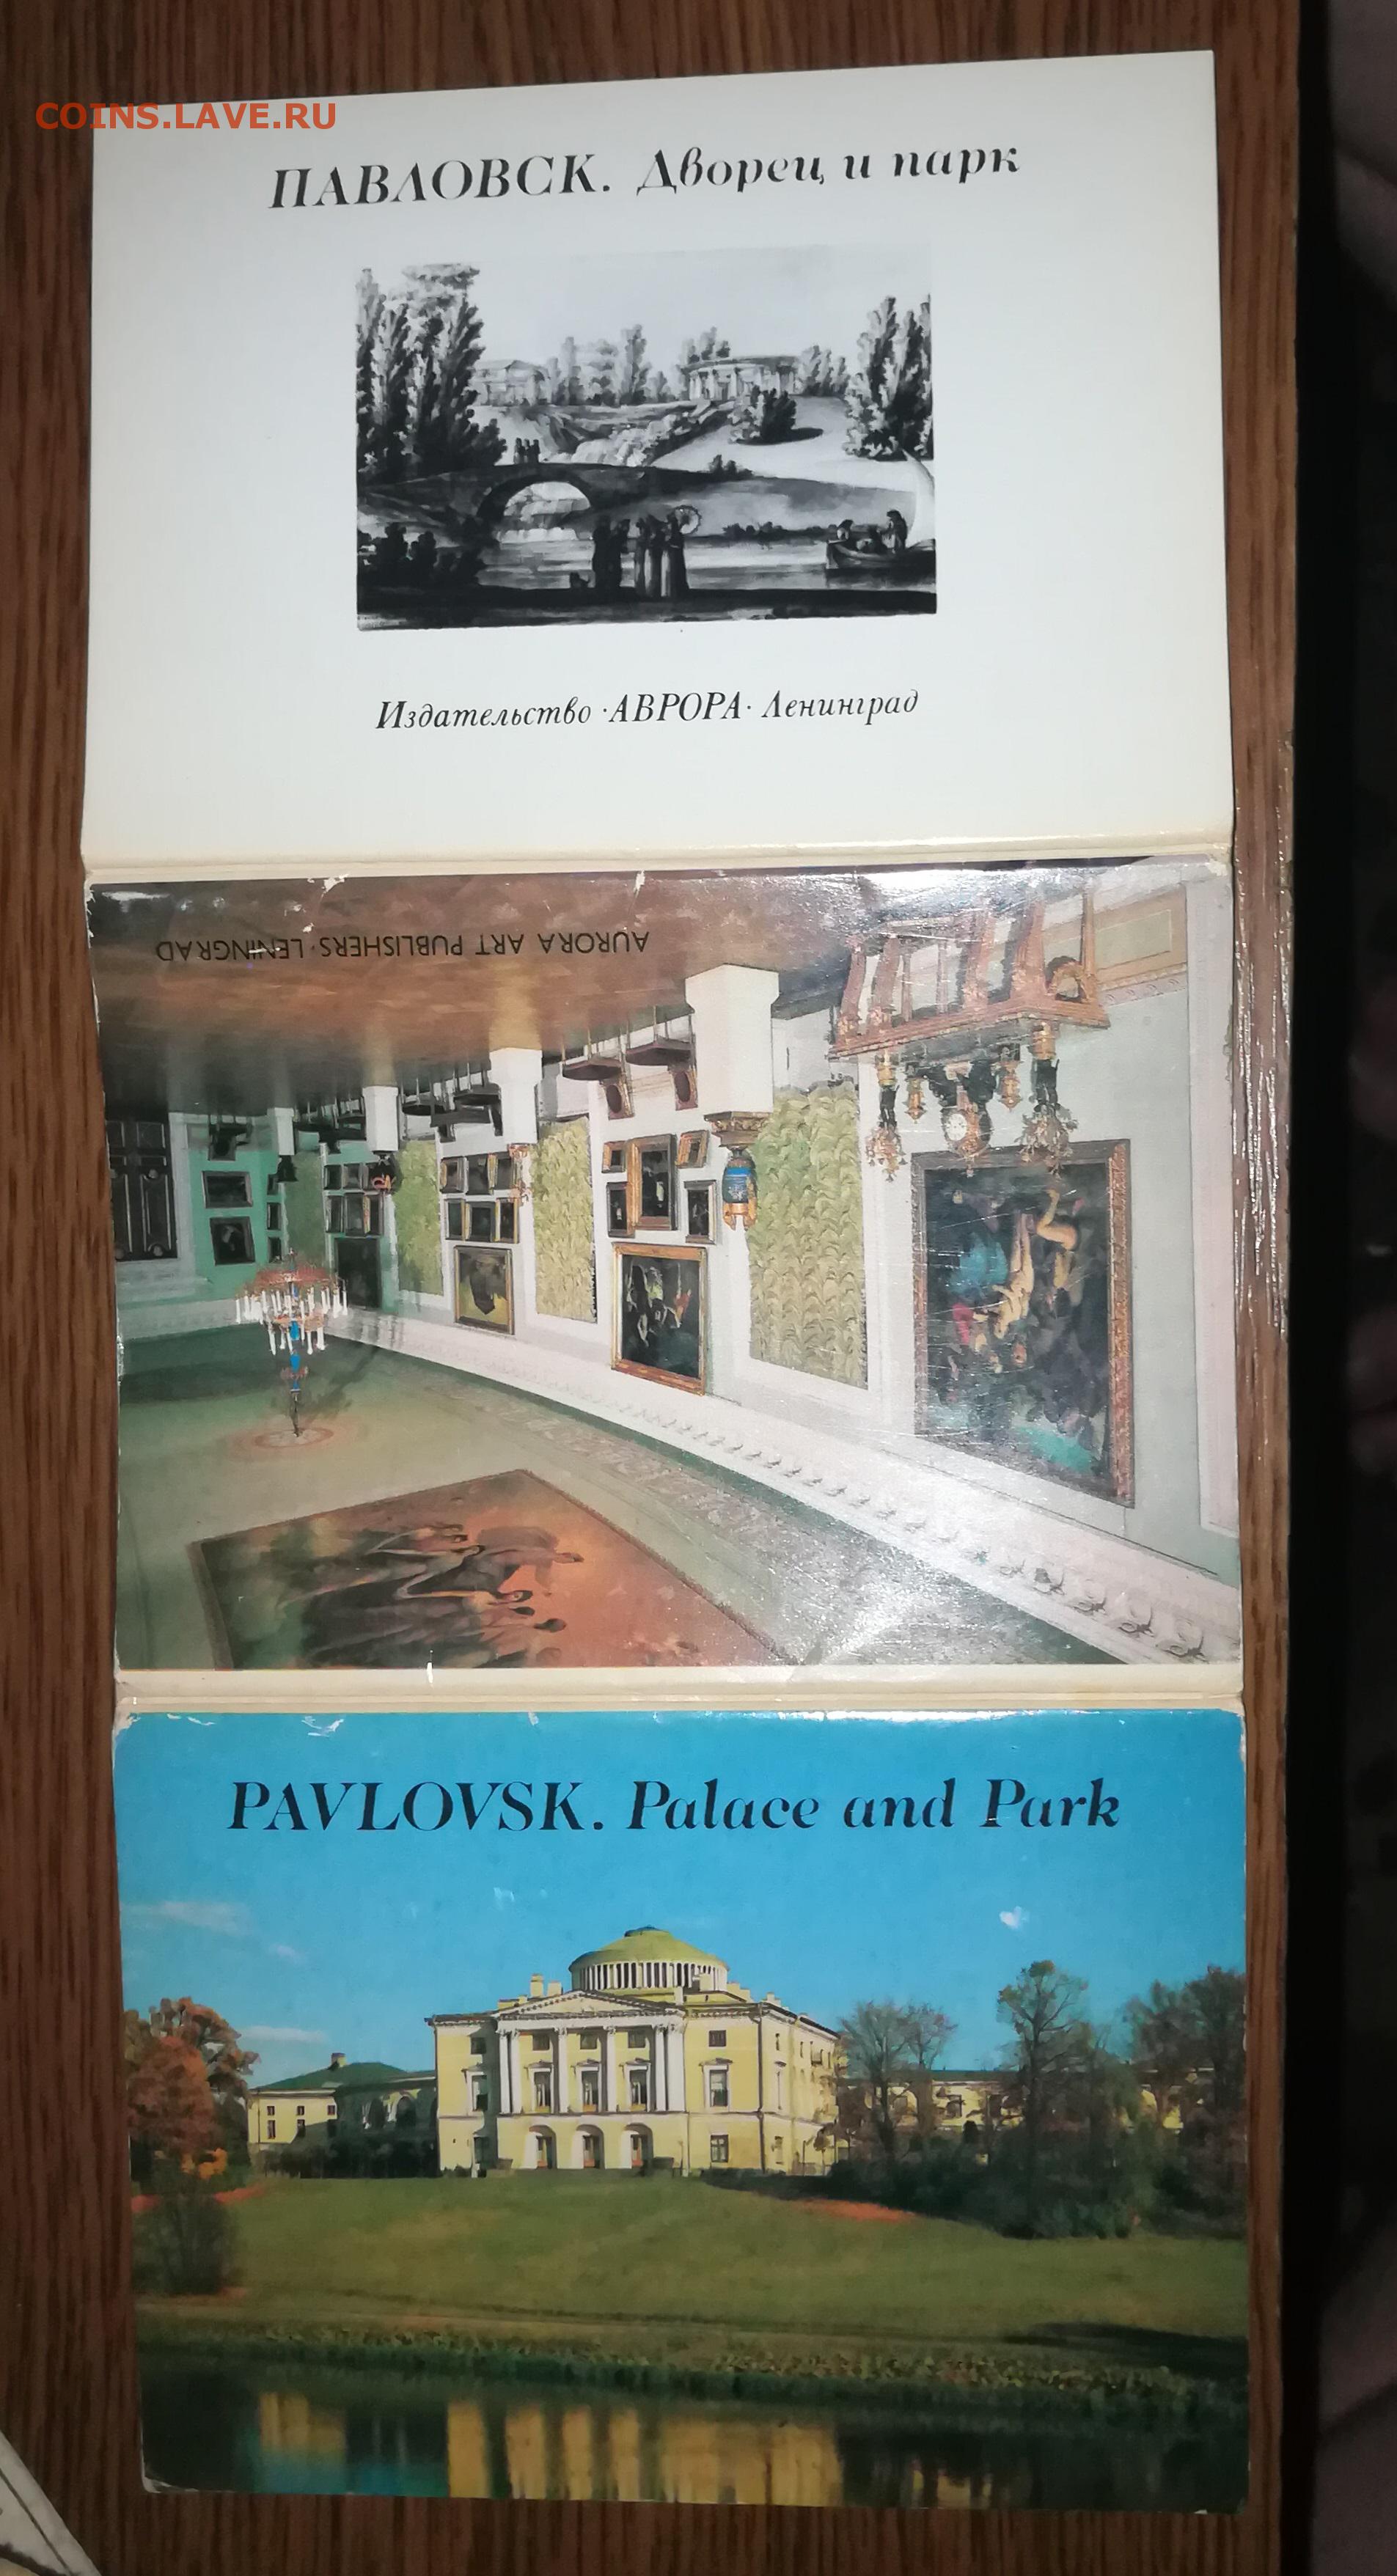 COINS.LAVE.RU
ПАВЛОВСК. Дворец и парк
Издательство ·АВРОРА· Ленинград
AURORA ART PUBLISHERS · LENINGRAD
PAVLOVSK. Palace and Park